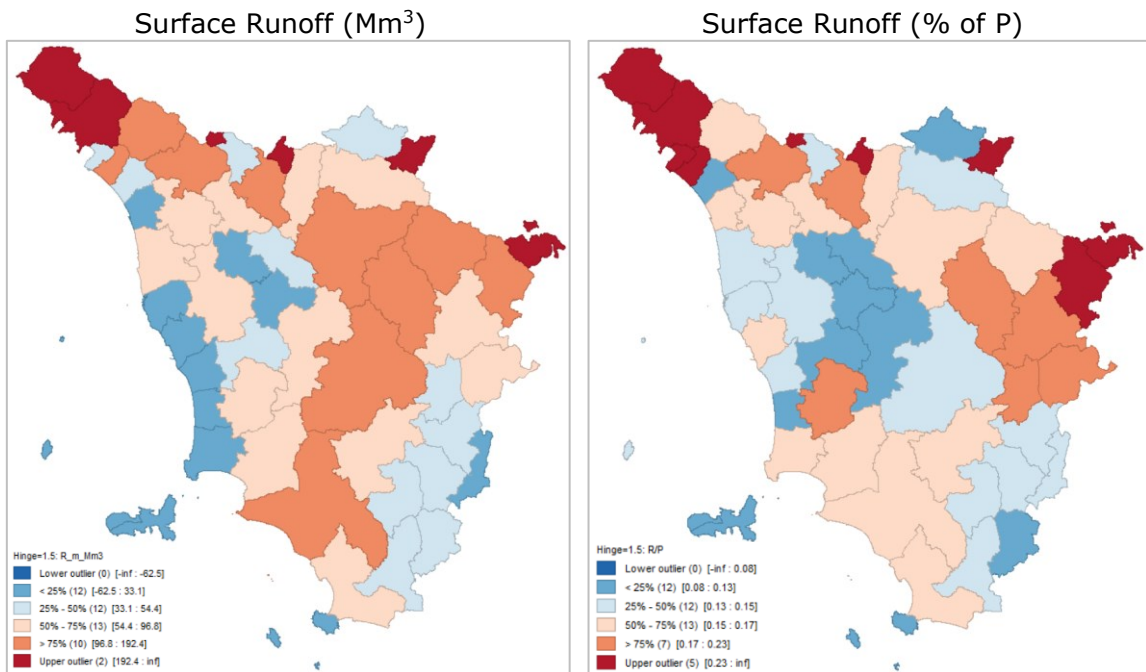 Surface Runoff (Mm³)
Surface Runoff (% of P)
Hinge=1.5: R_m_Mm3
Lower outlier (0) [-inf : -62.5]
< 25% (12) [-62.5 : 33.1]
25% - 50% (12) [33.1 : 54.4]
50% - 75% (13) [54.4 : 96.8]
> 75% (10) [96.8 : 192.4]
Upper outlier (2) [192.4 : inf]
Hinge=1.5: R/P
Lower outlier (0) [-inf : 0.08]
< 25% (12) [0.08 : 0.13]
25% - 50% (12) [0.13 : 0.15]
50% - 75% (13) [0.15 : 0.17]
> 75% (7) [0.17 : 0.23]
Upper outlier (5) [0.23 : inf]